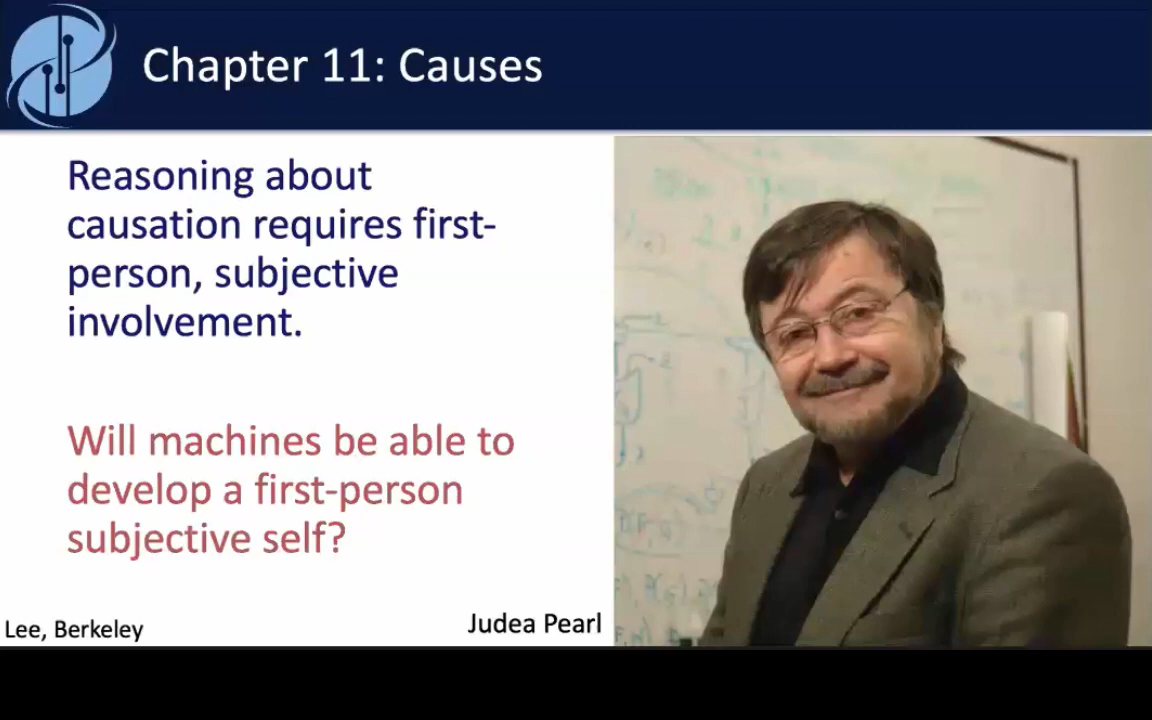 Chapter 11: Causes
Reasoning about
causation requires first-
person, subjective
involvement.
Will machines be able to
develop a first-person
subjective self?
Lee, Berkeley
Judea Pearl